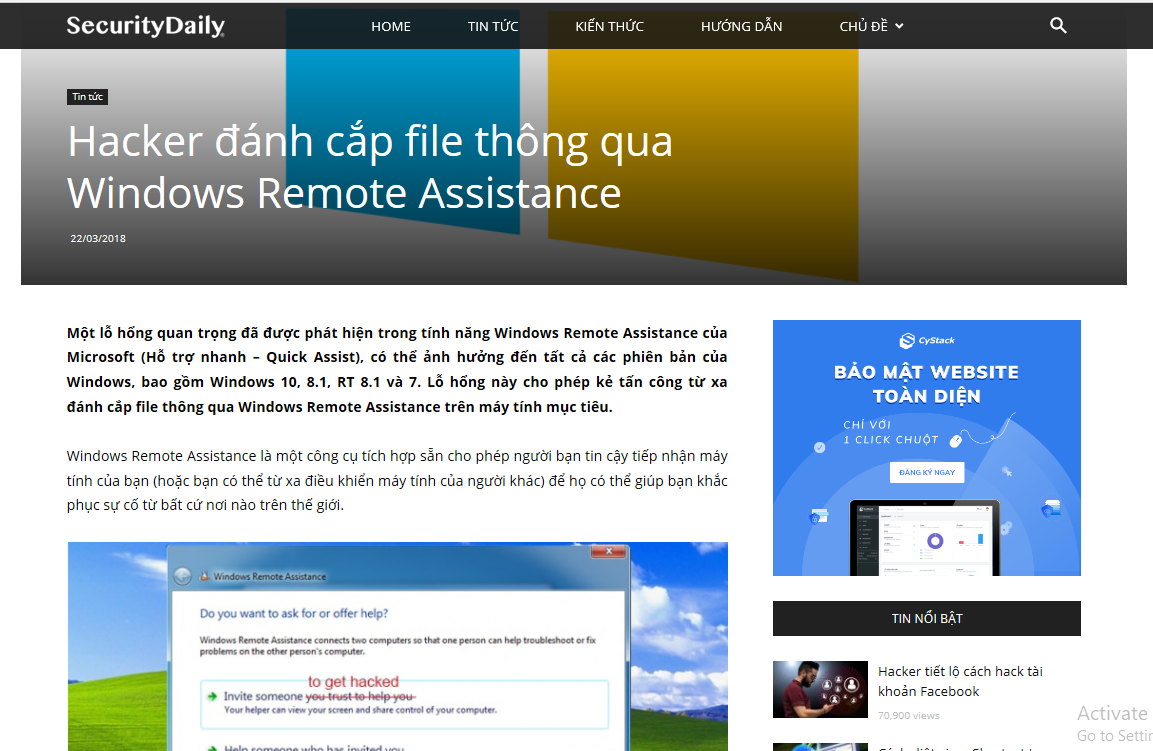 SecurityDaily
HOME
TIN TỨC
KIẾN THỨC
HƯỚNG DẪN
CHỦ ĐỀ
Tin tức
Hacker đánh cắp file thông qua
Windows Remote Assistance
22/03/2018
Một lỗ hổng quan trọng đã được phát hiện trong tính năng Windows Remote Assistance của
Microsoft (Hỗ trợ nhanh – Quick Assist), có thể ảnh hưởng đến tất cả các phiên bản của
Windows, bao gồm Windows 10, 8.1, RT 8.1 và 7. Lỗ hổng này cho phép kẻ tấn công từ xa
đánh cắp file thông qua Windows Remote Assistance trên máy tính mục tiêu.
Windows Remote Assistance là một công cụ tích hợp sẵn cho phép người bạn tin cậy tiếp nhận máy
tính của bạn (hoặc bạn có thể từ xa điều khiển máy tính của người khác) để họ có thể giúp bạn khắc
phục sự cố từ bất cứ nơi nào trên thế giới.
Windows Remote Assistance
Do you want to ask for or offer help?
Windows Remote Assistance connects two computers so that one person can help troubleshoot or fix
problems on the other person's computer.
to get hacked
Invite someone you trust to help you
Your helper can view your screen and share control of your computer.
Help someone who has invited you
CyStack
BẢO MẬT WEBSITE
TOÀN DIỆN
CHỈ VỚI
1 CLICK CHUỘT
ĐĂNG KÝ NGAY
TIN NỔI BẬT
Hacker tiết lộ cách hack tài
khoản Facebook
70,900 views
Activate
Go to Settin